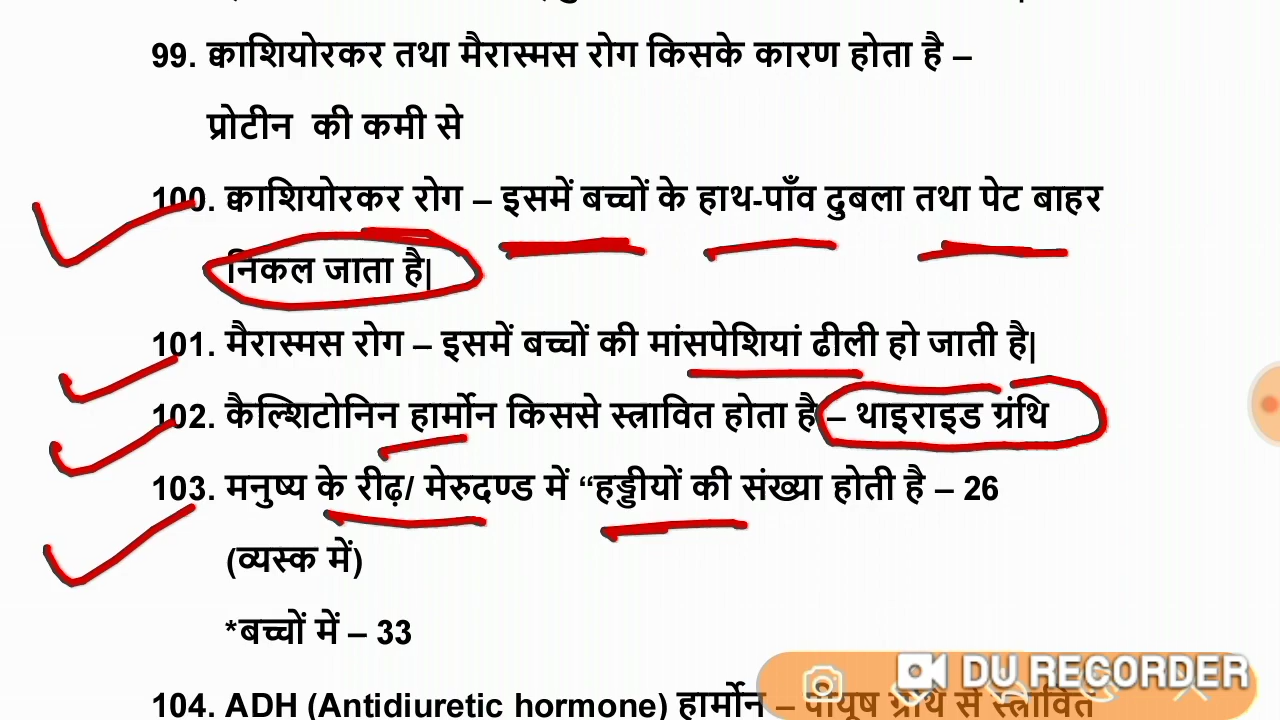 99. क्वाशियोरकर तथा मैरास्मस रोग किसके कारण होता है –
प्रोटीन की कमी से
100. क्वाशियोरकर रोग – इसमें बच्चों के हाथ-पाँव दुबला तथा पेट बाहर
निकल जाता है|
101. मैरास्मस रोग – इसमें बच्चों की मांसपेशियां ढीली हो जाती है|
102. कैल्शिटोनिन हार्मोन किससे स्त्रावित होता है – थाइराइड ग्रंथि
103. मनुष्य के रीढ़/ मेरुदण्ड में “हड्डीयों की संख्या होती है – 26
(व्यस्क में)
*बच्चों में – 33
DU RECORDER
104. ADH (Antidiuretic hormone) हार्मोन – पीयूष ग्रंथि से स्त्रावित